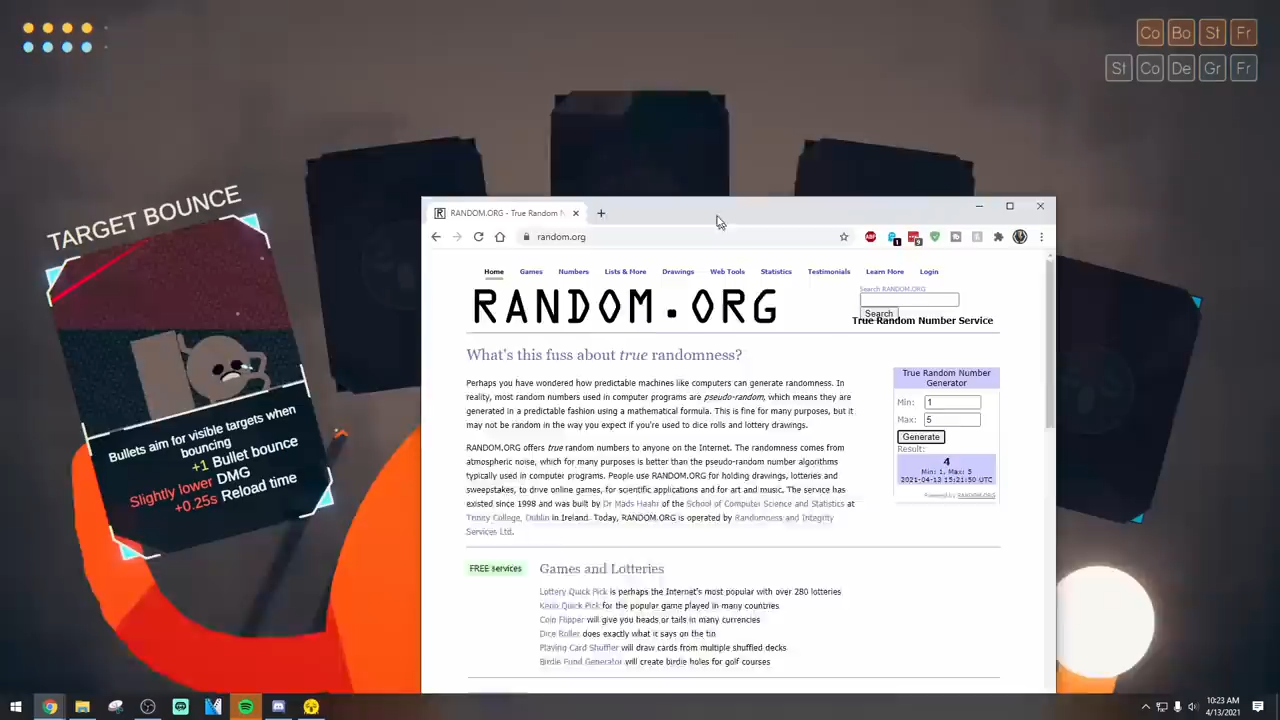 Co Bo St Fr
St Co De Gr Fr
TARGET BOUNCE
Bullets aim for visible targets when
bouncing
+1 Bullet bounce
Slightly lower DMG
+0.25s Reload time
RANDOM.ORG - True Random N
random.org
Home Games Numbers Lists & More Drawings Web Tools Statistics Testimonials Learn More Login
Search RANDOM.ORG
Search
RANDOM.ORG
True Random Number Service
What's this fuss about true randomness?
Perhaps you have wondered how predictable machines like computers can generate randomness. In
reality, most random numbers used in computer programs are pseudo-random, which means they are
generated in a predictable fashion using a mathematical formula. This is fine for many purposes, but it
may not be random in the way you expect if you're used to dice rolls and lottery drawings.
RANDOM.ORG offers true random numbers to anyone on the Internet. The randomness comes from
atmospheric noise, which for many purposes is better than the pseudo-random number algorithms
typically used in computer programs. People use RANDOM.ORG for holding drawings, lotteries and
sweepstakes, to drive online games, for scientific applications and for art and music. The service has
existed since 1998 and was built by Dr Mads Haahr of the School of Computer Science and Statistics at
Trinity College, Dublin in Ireland. Today, RANDOM.ORG is operated by Randomness and Integrity
Services Ltd.
True Random Number
Generator
Min: 1
Max: 5
Generate
Result:
4
Min: 1, Max: 5
2021-04-13 15:21:50 UTC
Powered by RANDOM.ORG
FREE services
Games and Lotteries
Lottery Quick Pick is perhaps the Internet's most popular with over 280 lotteries
Keno Quick Pick for the popular game played in many countries
Coin Flipper will give you heads or tails in many currencies
Dice Roller does exactly what it says on the tin
Playing Card Shuffler will draw cards from multiple shuffled decks
Birdie Fund Generator will create birdie holes for golf courses
10:23 AM
4/13/2021